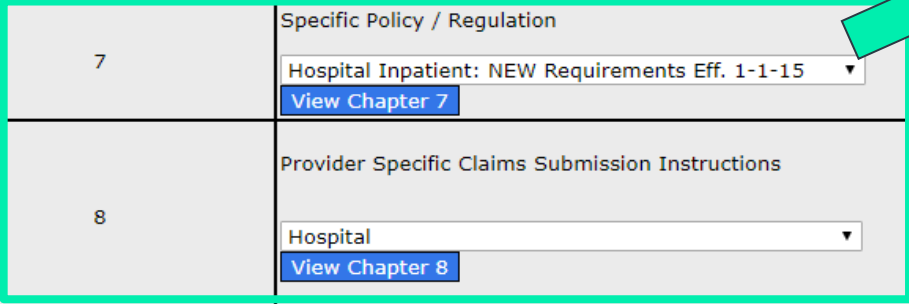 Specific Policy / Regulation
7
Hospital Inpatient: NEW Requirements Eff. 1-1-15
View Chapter 7
Provider Specific Claims Submission Instructions
8
Hospital
View Chapter 8